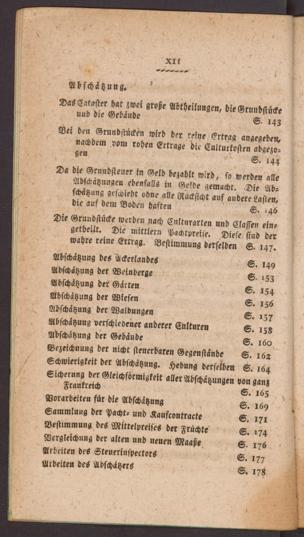 XII
Abschätzung.
Das Cataster hat zwei große Abtheilungen, die Grundstücke
und die Gebäude S. 143
Bei den Grundstücken wird der reine Ertrag angegeben,
nachdem vom rohen Ertrage die Culturkosten abgezo-
gen S. 144
Da die Grundsteuer in Geld bezahlt wird, so werden alle
Abschätzungen ebenfalls in Gelde gemacht. Die Ab-
schätzung geschieht ohne alle Rücksicht auf andere Lasten,
die auf dem Boden haften S. 146
Die Grundstücke werden nach Culturarten und Classen ein-
getheilt. Die mittlern Pachtpreise. Diese sind der
wahre reine Ertrag. Bestimmung derselben S. 147.
Abschätzung des Ackerlandes S. 149
Abschätzung der Weinberge S. 153
Abschätzung der Gärten S. 154
Abschätzung der Wiesen S. 156
Abschätzung der Waldungen S. 157
Abschätzung verschiedener anderer Culturen S. 158
Abschätzung der Gebäude S. 160
Bezeichnung der nicht steuerbaren Gegenstände S. 162
Schwierigkeit der Abschätzung. Hebung derselben S. 164
Sicherung der Gleichförmigkeit aller Abschätzungen von ganz
Frankreich S. 165
Vorarbeiten für die Abschätzung S. 169
Sammlung der Pacht- und Kaufcontracte S. 171
Bestimmung des Mittelpreises der Früchte S. 174
Vergleichung der alten und neuen Maaße S. 176
Arbeiten des Steuerinspectors S. 177
Arbeiten des Abschätzers S. 178